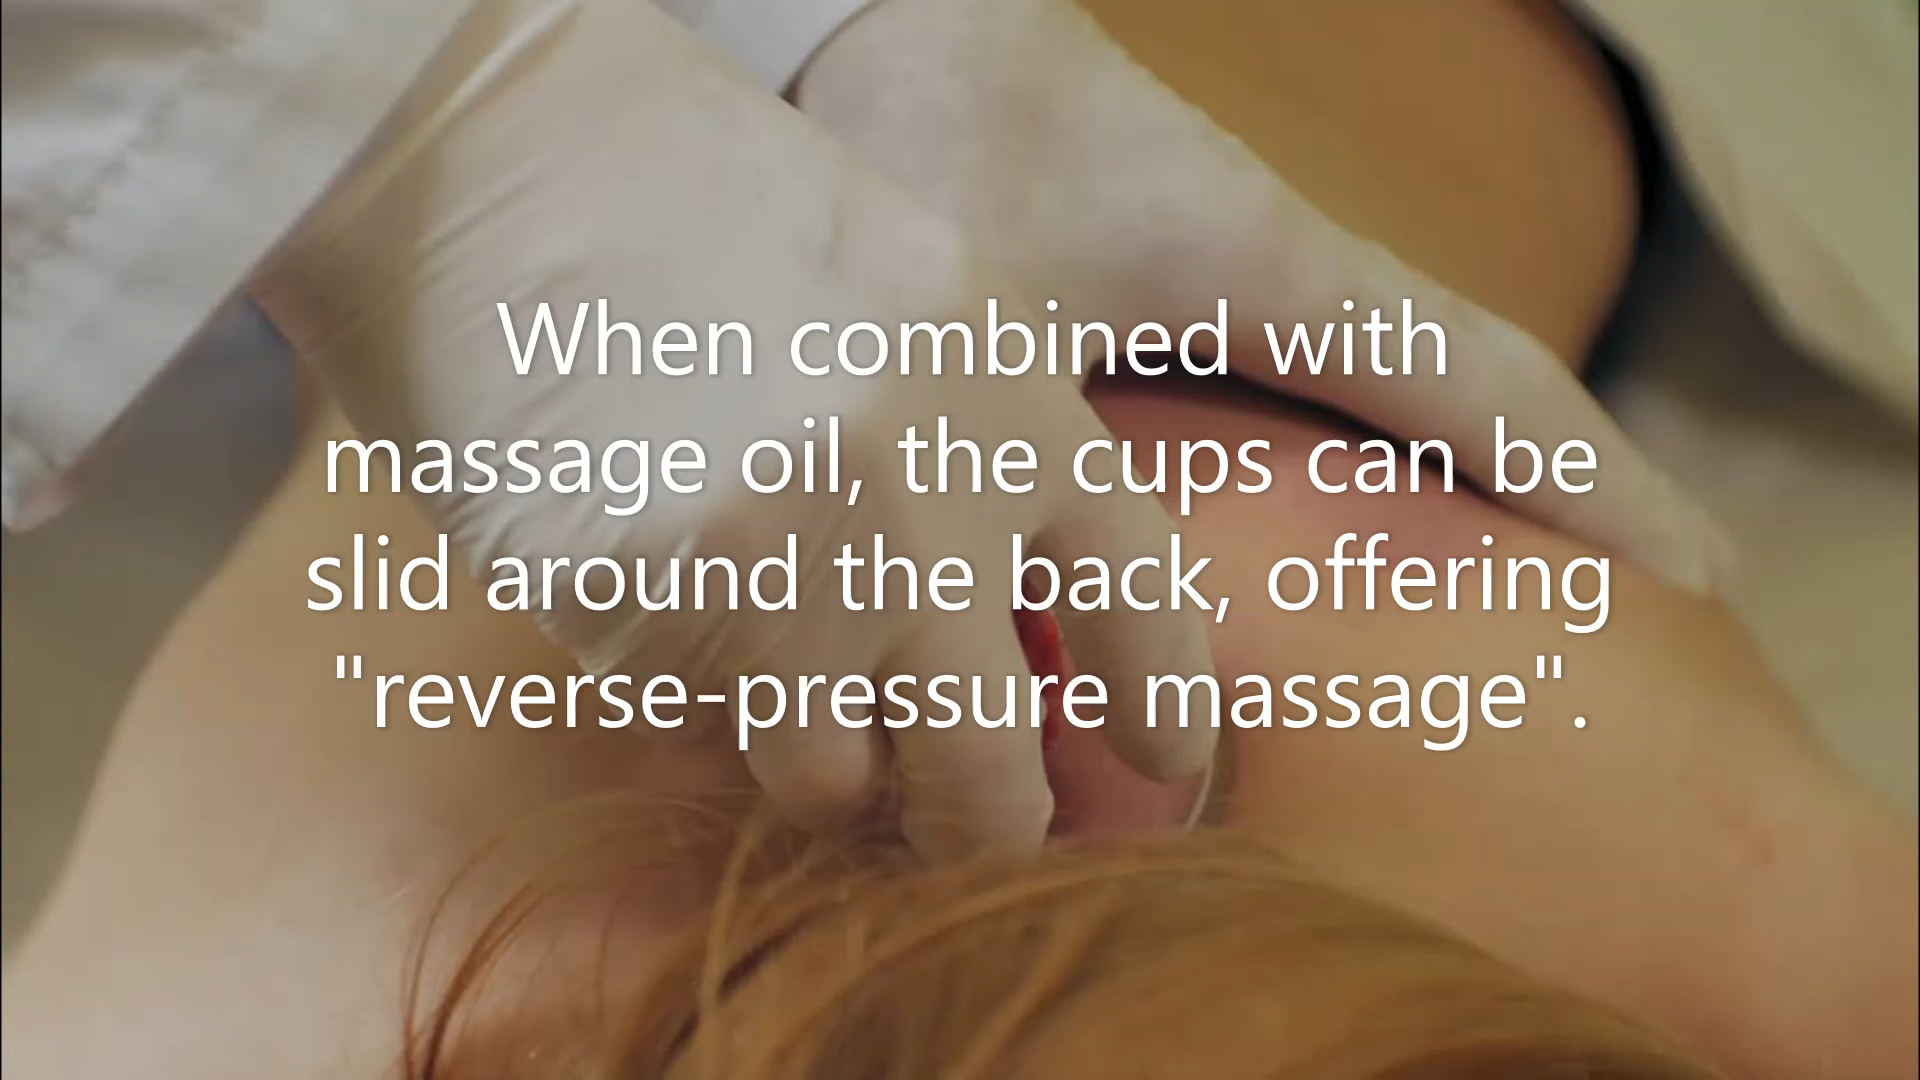 When combined with
massage oil, the cups can be
slid around the back, offering
"reverse-pressure massage".